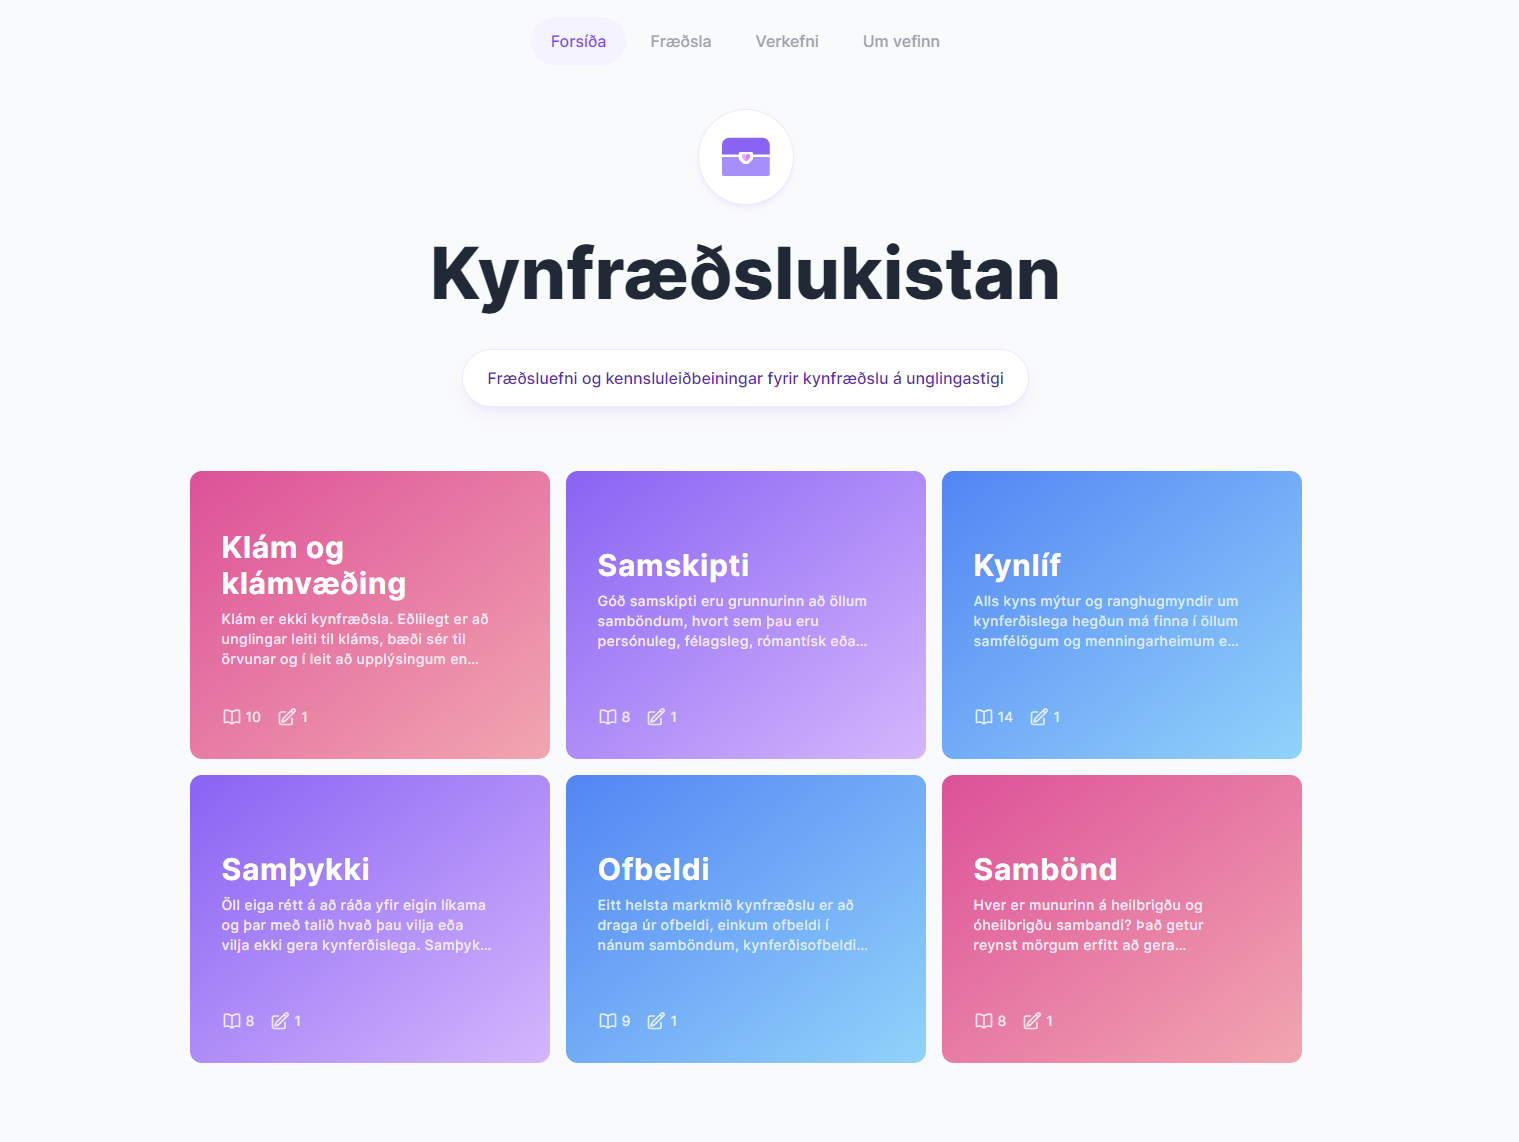 Forsíða
Fræðsla
Verkefni
Um vefinn
Kynfræðslukistan
Fræðsluefni og kennsluleiðbeiningar fyrir kynfræðslu á unglingastigi
Klám og
klámvæðing
Klám er ekki kynfræðsla. Eðlilegt er að
unglingar leiti til kláms, bæði sér til
örvunar og í leit að upplýsingum en...
10 1
Samskipti
Góð samskipti eru grunnurinn að öllum
samböndum, hvort sem þau eru
persónuleg, félagsleg, rómantísk eða...
8 1
Kynlíf
Alls kyns mýtur og ranghugmyndir um
kynferðislega hegðun má finna í öllum
samfélögum og menningarheimum e...
14 1
Samþykki
Öll eiga rétt á að ráða yfir eigin líkama
og þar með talið hvað þau vilja eða
vilja ekki gera kynferðislega. Samþyk...
8 1
Ofbeldi
Eitt helsta markmið kynfræðslu er að
draga úr ofbeldi, einkum ofbeldi í
nánum samböndum, kynferðisofbeldi...
9 1
Sambönd
Hver er munurinn á heilbrigðu og
óheilbrigðu sambandi? Það getur
reynst mörgum erfitt að gera...
8 1